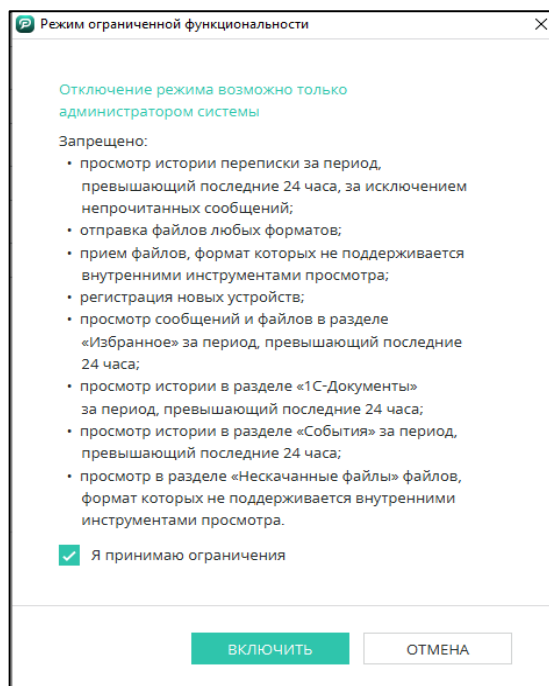 Режим ограниченной функциональности
Отключение режима возможно только
администратором системы
Запрещено:
• просмотр истории переписки за период,
превышающий последние 24 часа, за исключением
непрочитанных сообщений;
• отправка файлов любых форматов;
• прием файлов, формат которых не поддерживается
внутренними инструментами просмотра;
• регистрация новых устройств;
• просмотр сообщений и файлов в разделе
«Избранное» за период, превышающий последние
24 часа;
• просмотр истории в разделе «1С-Документы»
за период, превышающий последние 24 часа;
• просмотр истории в разделе «События» за период,
превышающий последние 24 часа;
• просмотр в разделе «Нескачанные файлы» файлов,
формат которых не поддерживается внутренними
инструментами просмотра.
Я принимаю ограничения
ВКЛЮЧИТЬ ОТМЕНА